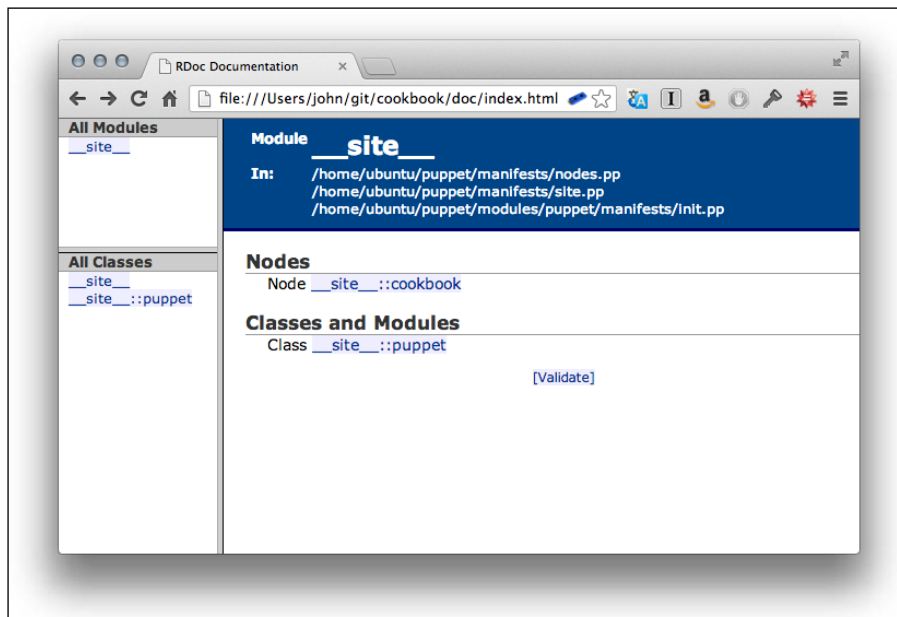 RDoc Documentation
file:///Users/john/git/cookbook/doc/index.html
All Modules
__site__
All Classes
__site__
__site__::puppet
Module __site__
In: /home/ubuntu/puppet/manifests/nodes.pp
/home/ubuntu/puppet/manifests/site.pp
/home/ubuntu/puppet/modules/puppet/manifests/init.pp
Nodes
Node __site__::cookbook
Classes and Modules
Class __site__::puppet
[Validate]